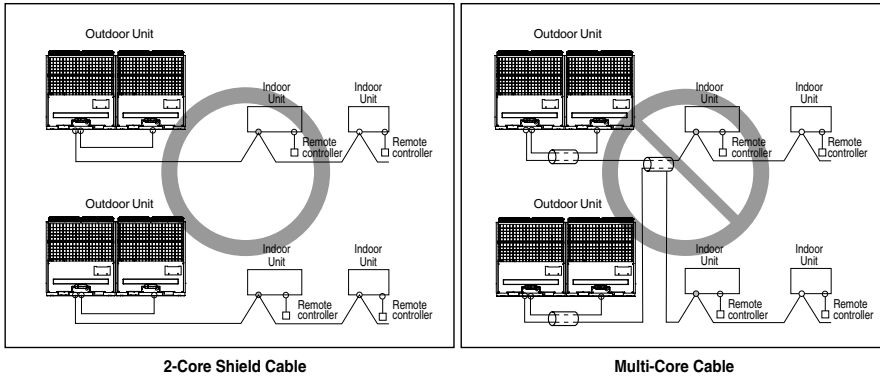 Outdoor Unit
Indoor
Unit
Remote
controller
Indoor
Unit
Remote
controller
Outdoor Unit
Indoor
Unit
Remote
controller
Indoor
Unit
Remote
controller
2-Core Shield Cable
Outdoor Unit
Indoor
Unit
Remote
controller
Indoor
Unit
Remote
controller
Outdoor Unit
Indoor
Unit
Remote
controller
Indoor
Unit
Remote
controller
Multi-Core Cable